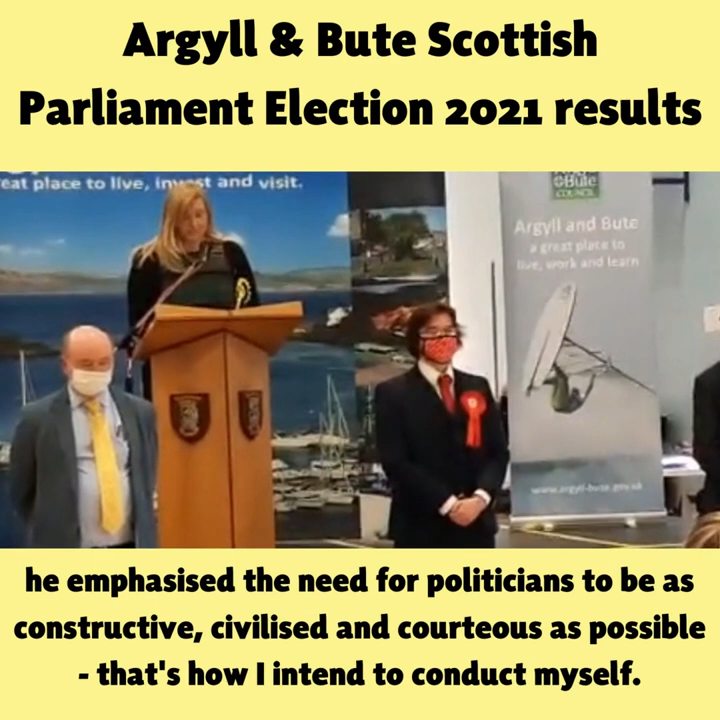 Argyll & Bute Scottish
Parliament Election 2021 results
eat place to live, invest and visit.
&Bute
COUNCIL
Argyll and Bute
a great place to
live, work and learn
www.argyll-bute.gov.uk
he emphasised the need for politicians to be as
constructive, civilised and courteous as possible
- that's how I intend to conduct myself.